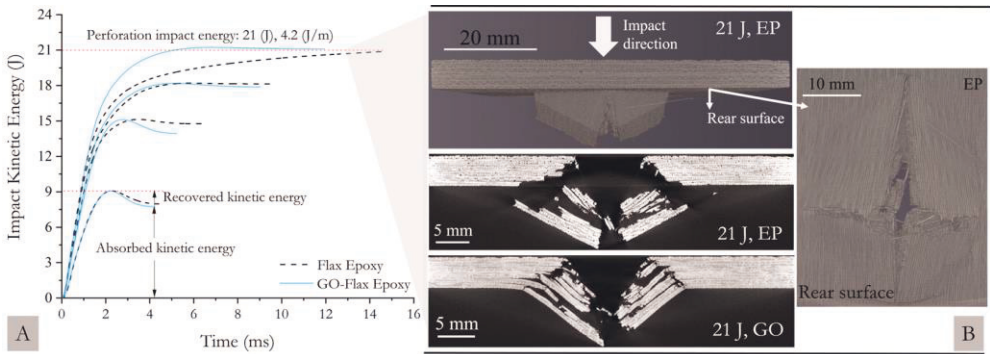 Impact Kinetic Energy (J)
24
21
18
15
12
9
6
3
0
Perforation impact energy: 21 (J), 4.2 (J/m)
Recovered kinetic energy
Absorbed kinetic energy
Flax Epoxy
GO-Flax Epoxy
0 2 4 6 8 10 12 14 16
Time (ms)
A
20 mm
Impact
direction
21 J, EP
Rear surface
5 mm
21 J, EP
5 mm
21 J, GO
10 mm
EP
Rear surface
B